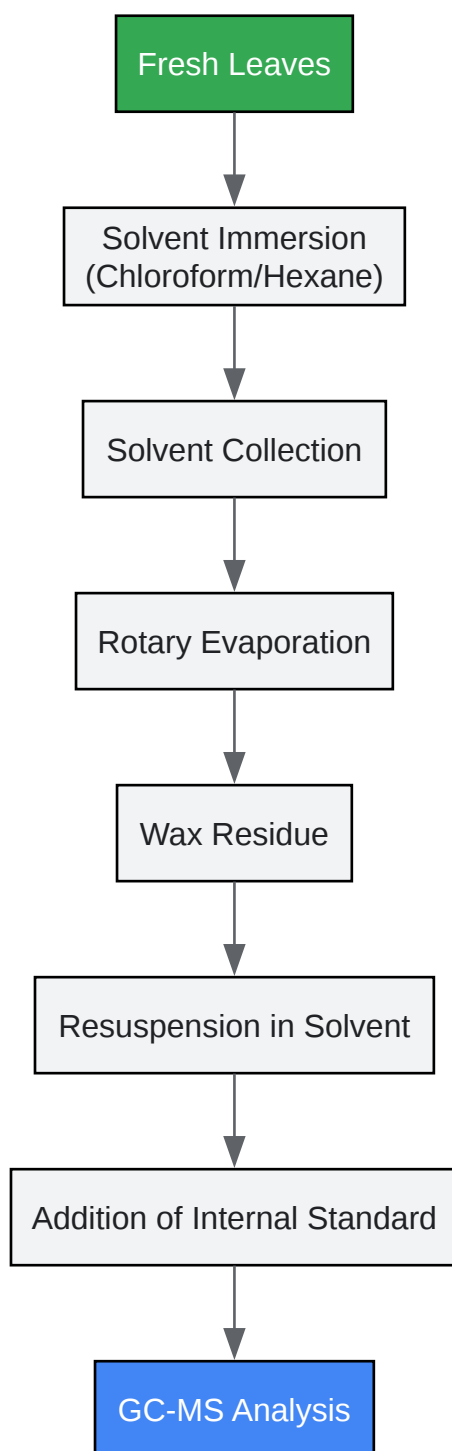 Fresh Leaves
Solvent Immersion
(Chloroform/Hexane)
Solvent Collection
Rotary Evaporation
Wax Residue
Resuspension in Solvent
Addition of Internal Standard
GC-MS Analysis